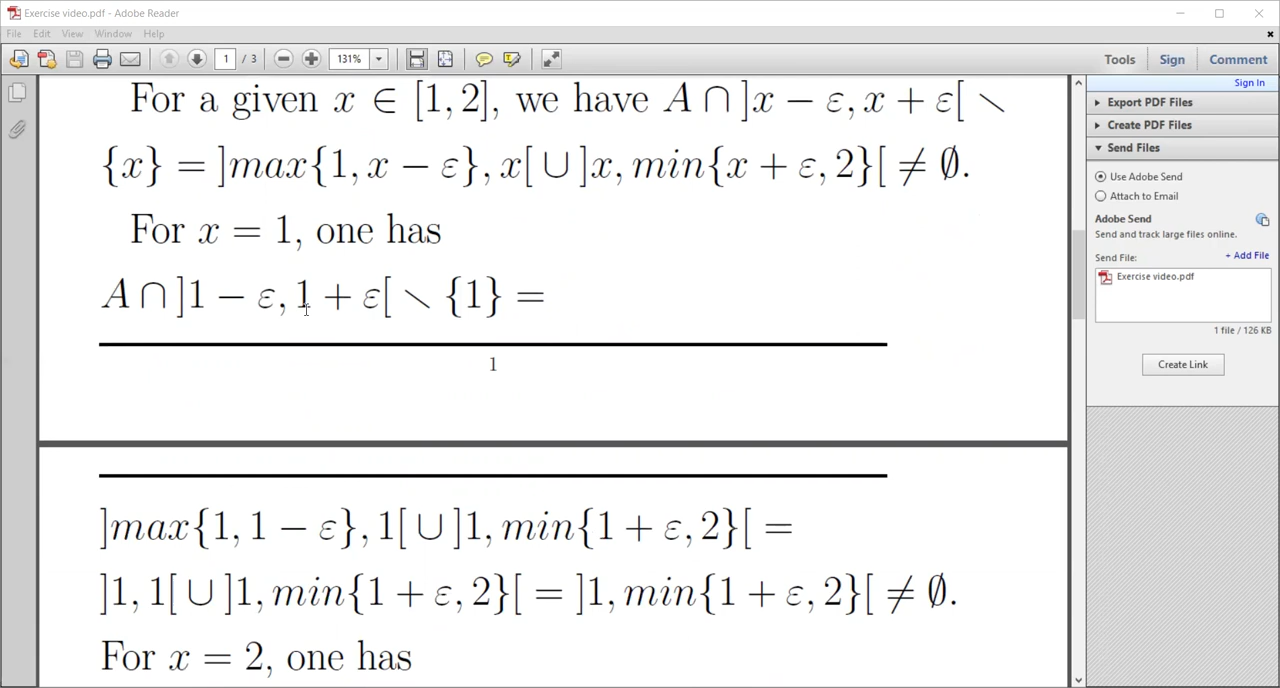 Exercise video.pdf - Adobe Reader
File Edit View Window Help
1 / 3 131% Tools Sign Comment
Sign In
Export PDF Files
Create PDF Files
Send Files
Use Adobe Send
Attach to Email
Adobe Send
Send and track large files online.
Send File:
+ Add File
Exercise video.pdf
1 file / 126 KB
Create Link
For a given x ∈ [1, 2], we have A ∩ ]x − ε, x + ε[ ∖
{x} = ]max{1, x − ε}, x[ ∪ ]x, min{x + ε, 2}[ ≠ ∅.
For x = 1, one has
A ∩ ]1 − ε, 1 + ε[ ∖ {1} =
1
]max{1, 1 − ε}, 1[ ∪ ]1, min{1 + ε, 2}[ =
]1, 1[ ∪ ]1, min{1 + ε, 2}[ = ]1, min{1 + ε, 2}[ ≠ ∅.
For x = 2, one has